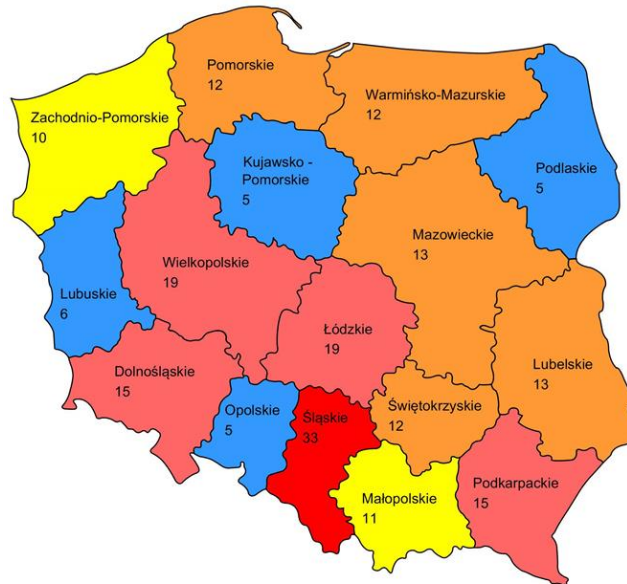 Pomorskie
12
Warmińsko-Mazurskie
12
Zachodnio-Pomorskie
10
Kujawsko -
Pomorskie
5
Podlaskie
5
Mazowieckie
13
Wielkopolskie
19
Lubuskie
6
Łódzkie
19
Lubelskie
13
Dolnośląskie
15
Opolskie
5
Śląskie
33
Świętokrzyskie
12
Małopolskie
11
Podkarpackie
15